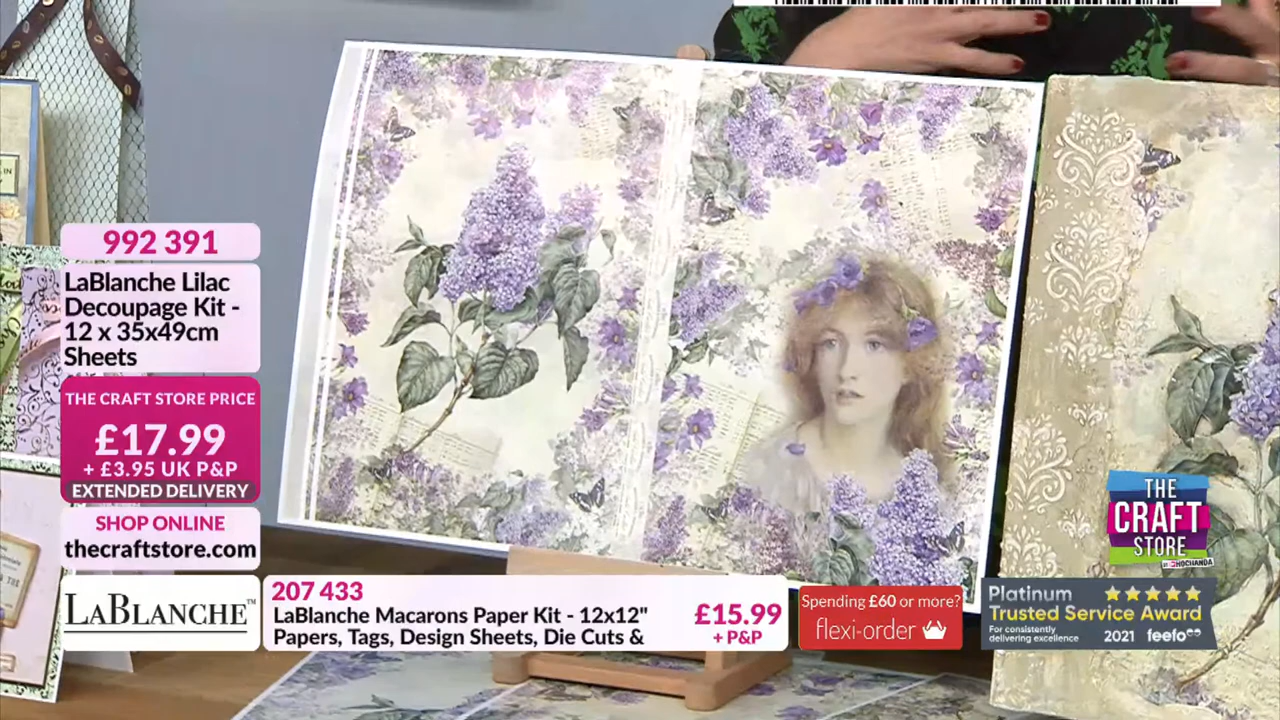 992 391
LaBlanche Lilac
Decoupage Kit -
12 x 35x49cm
Sheets
THE CRAFT STORE PRICE
£17.99
+ £3.95 UK P&P
EXTENDED DELIVERY
SHOP ONLINE
thecraftstore.com
LABLANCHE™
207 433
LaBlanche Macarons Paper Kit - 12x12"
Papers, Tags, Design Sheets, Die Cuts &
£15.99
+ P&P
Spending £60 or more?
flexi-order
THE
CRAFT
STORE
BY HOCHANDA
Platinum
Trusted Service Award
For consistently
delivering excellence
2021 feefo